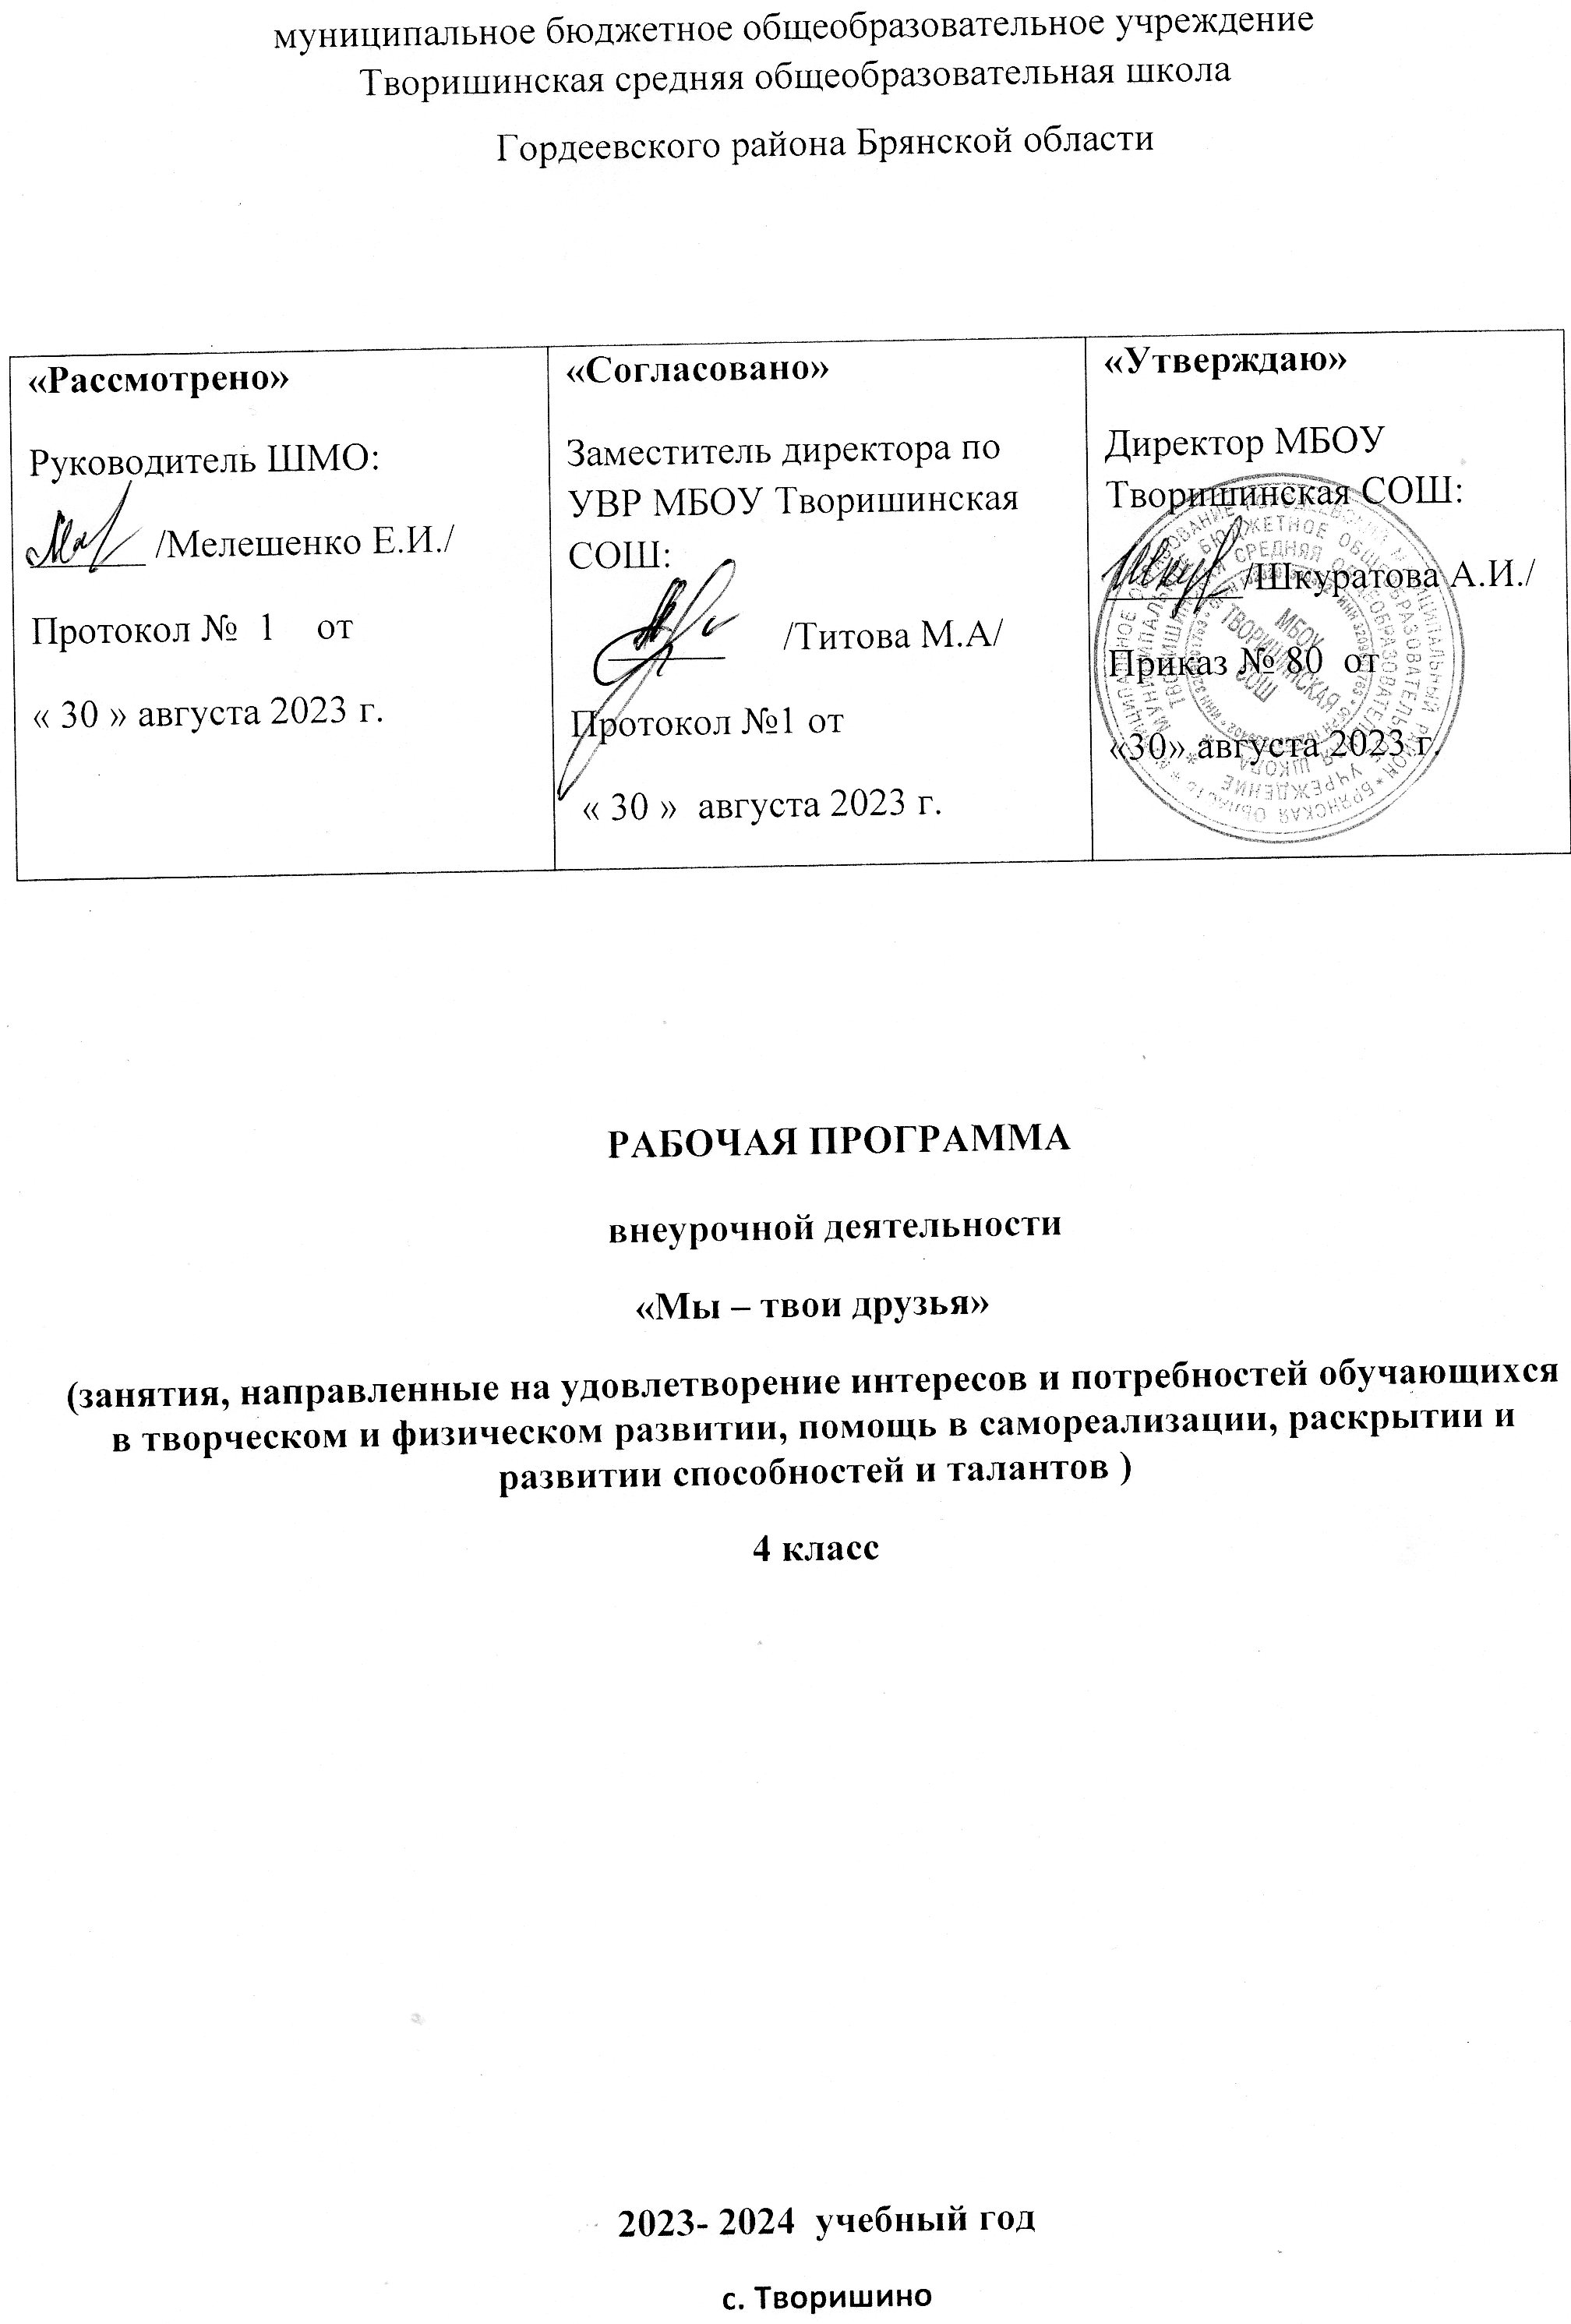 муниципальное бюджетное общеобразовательное учреждение
Творишинская средняя общеобразовательная школа
Гордеевского района Брянской области
«Рассмотрено»
Руководитель ШМО:
/Мелешенко Е.И./
Протокол № 1 от
« 30 » августа 2023 г.
«Согласовано»
Заместитель директора по
УВР МБОУ Творишинская
СОШ:
/Титова М.А/
Протокол №1 от
« 30 » августа 2023 г.
«Утверждаю»
Директор МБОУ
Творишинская СОШ:
/Шкуратова А.И./
Приказ № 80 от
«30» августа 2023 г.
МБОУ
ТВОРИШИНСКАЯ
СОШ
РАБОЧАЯ ПРОГРАММА
внеурочной деятельности
«Мы – твои друзья»
(занятия, направленные на удовлетворение интересов и потребностей обучающихся
в творческом и физическом развитии, помощь в самореализации, раскрытии и
развитии способностей и талантов )
4 класс
2023- 2024 учебный год
с. Творишино